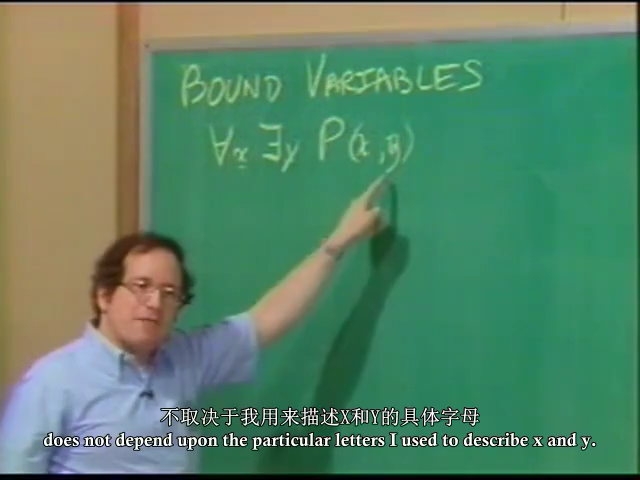 BOUND VARIABLES
∀x ∃y P(x,y)
不取决于我用来描述X和Y的具体字母
does not depend upon the particular letters I used to describe x and y.